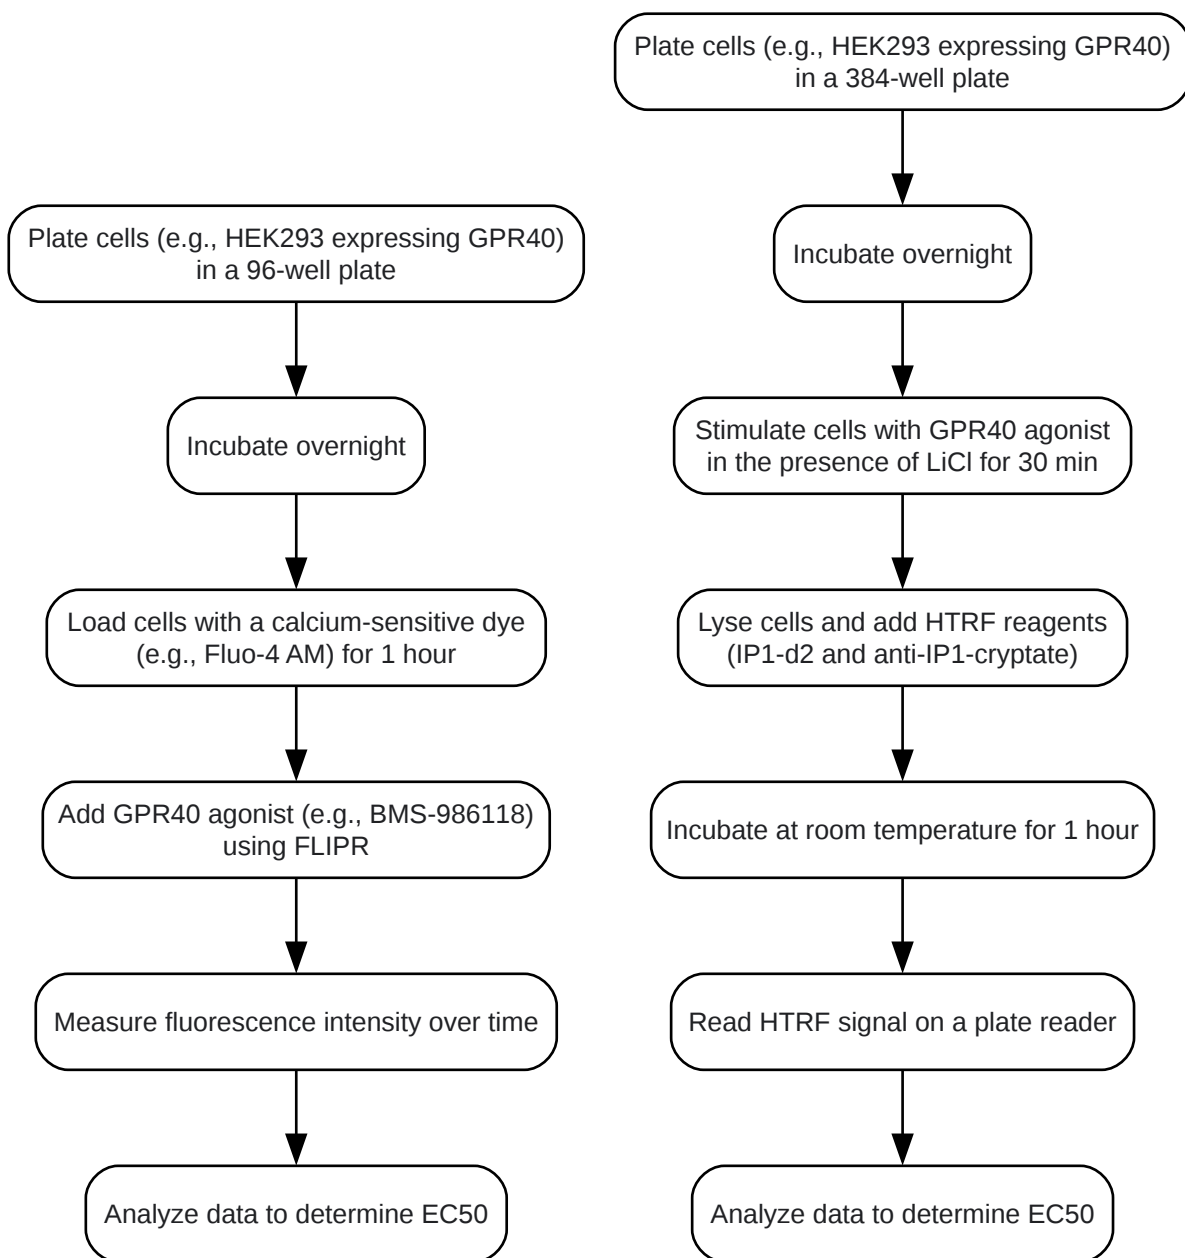 Plate cells (e.g., HEK293 expressing GPR40)
in a 96-well plate
Incubate overnight
Load cells with a calcium-sensitive dye
(e.g., Fluo-4 AM) for 1 hour
Add GPR40 agonist (e.g., BMS-986118)
using FLIPR
Measure fluorescence intensity over time
Analyze data to determine EC50
Plate cells (e.g., HEK293 expressing GPR40)
in a 384-well plate
Incubate overnight
Stimulate cells with GPR40 agonist
in the presence of LiCl for 30 min
Lyse cells and add HTRF reagents
(IP1-d2 and anti-IP1-cryptate)
Incubate at room temperature for 1 hour
Read HTRF signal on a plate reader
Analyze data to determine EC50